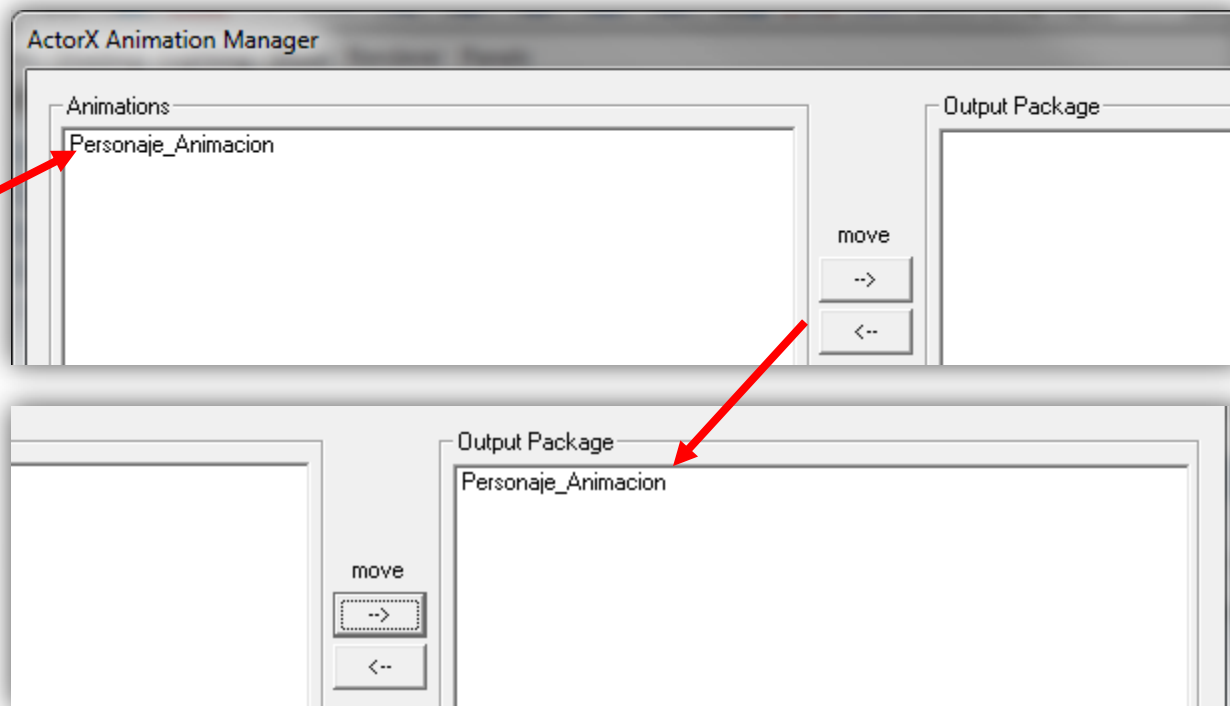 ActorX Animation Manager
Animations
Output Package
Personaje_Animacion
move
-->
<--
Output Package
Personaje_Animacion
move
-->
<--